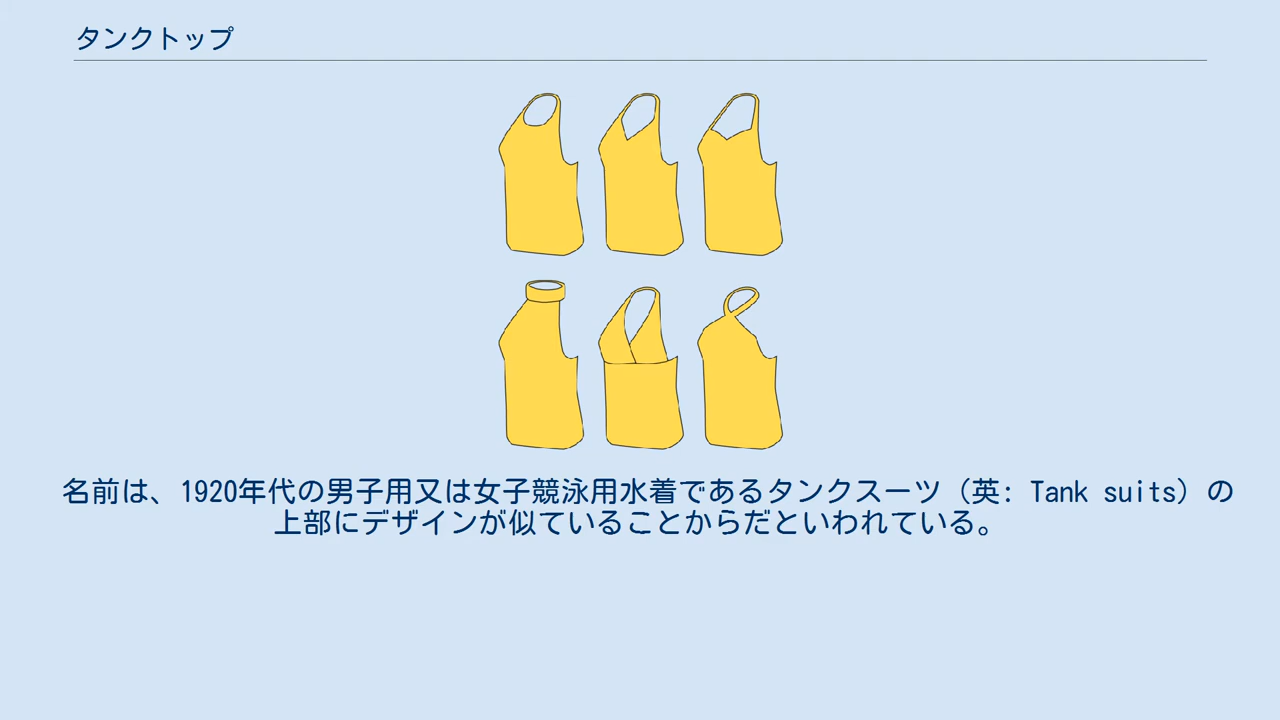 タンクトップ
名前は、1920年代の男子用又は女子競泳用水着であるタンクスーツ（英: Tank suits）の
上部にデザインが似ていることからだといわれている。